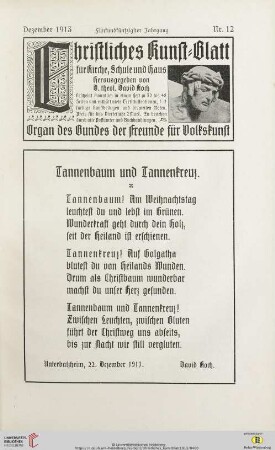 Dezember 1913 Fünfundfünfzigster Jahrgang Nr. 12
Christliches Kunst-Blatt
für Kirche, Schule und Haus
Herausgegeben von
D. theol. David Koch
Organ des Bundes der Freunde für Volkskunst
Tannenbaum und Tannenkreuz.
Tannenbaum! Am Weihnachtstag
leuchtest du und lebst im Grünen.
Wunderkraft geht durch dein Holz,
seit der Heiland ist erschienen.
Tannenkreuz! Auf Golgatha
blutest du von Heilands Wunden.
Drum als Christbaum wunderbar
machst du unser Herz gesunden.
Tannenbaum und Tannenkreuz!
Zwischen Leuchten, zwischen Bluten
führt der Christweg uns abseits,
bis zur Nacht wir still vergluten.
Unterbalzheim, 22. Dezember 1913. David Koch.